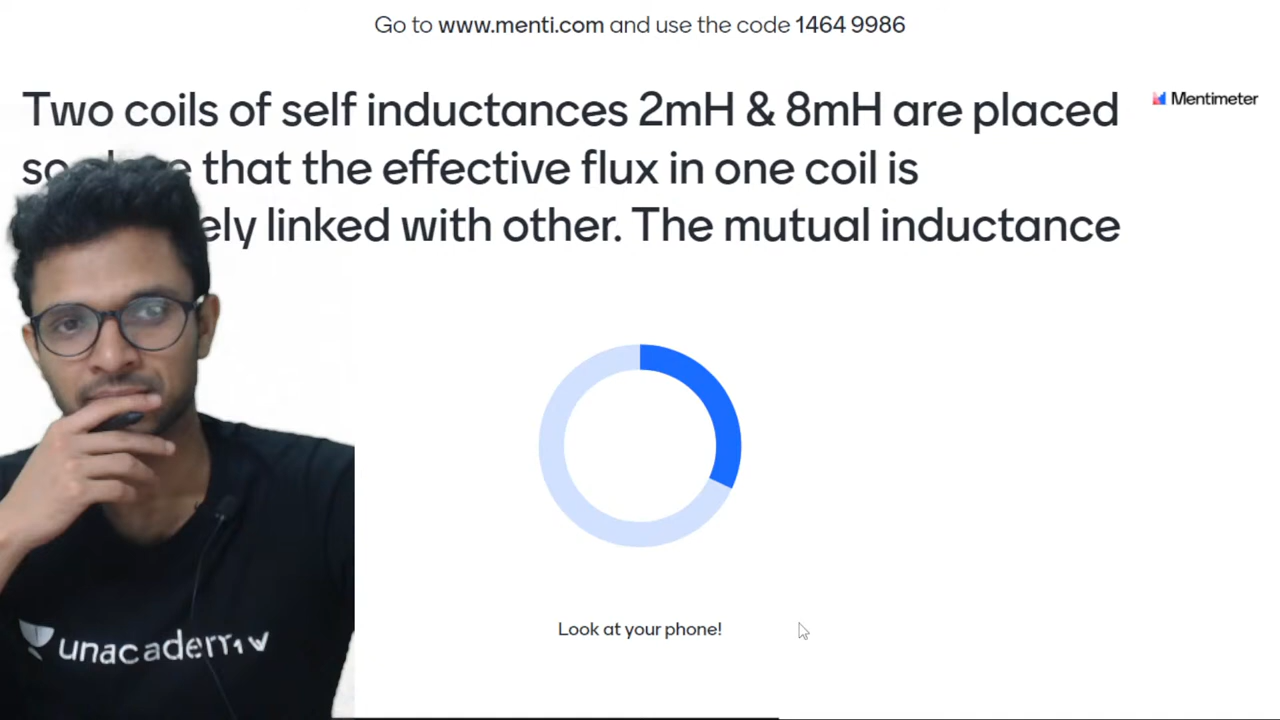 Go to www.menti.com and use the code 1464 9986
Two coils of self inductances 2mH & 8mH are placed
Mentimeter
that the effective flux in one coil is
linked with other. The mutual inductance
Look at your phone!
unacademy